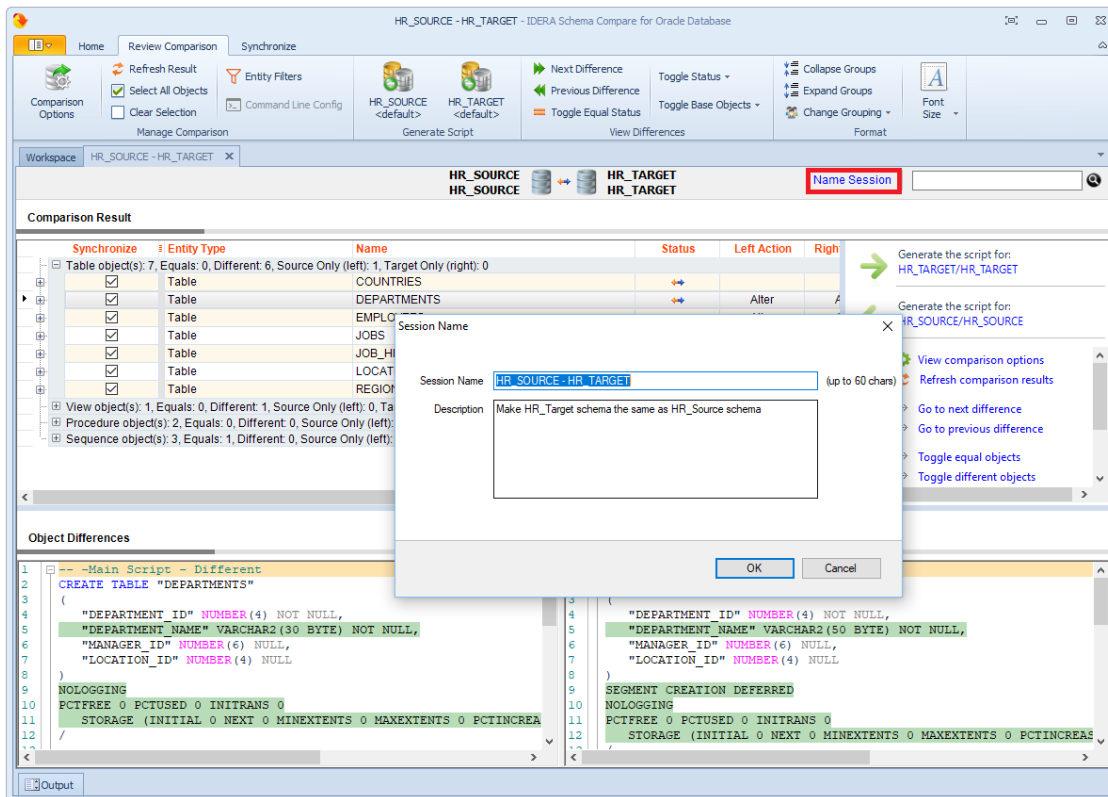 HR_SOURCE - HR_TARGET - IDERA Schema Compare for Oracle Database
Home Review Comparison Synchronize
Comparison Options
Refresh Result
Select All Objects
Clear Selection
Entity Filters
Command Line Config
Manage Comparison
HR_SOURCE <default>
HR_TARGET <default>
Generate Script
Next Difference
Previous Difference
Toggle Equal Status
Toggle Status
Toggle Base Objects
View Differences
Collapse Groups
Expand Groups
Change Grouping
A
Font Size
Format
Workspace HR_SOURCE - HR_TARGET
HR_SOURCE HR_TARGET
HR_SOURCE HR_TARGET
Name Session
Comparison Result
Synchronize Entity Type Name Status Left Action Righ
Table object(s): 7, Equals: 0, Different: 6, Source Only (left): 1, Target Only (right): 0
Table COUNTRIES
Table DEPARTMENTS Alter A
Table
Table JOBS
Table JOB_HI
Table LOCAT
Table REGION
View object(s): 1, Equals: 0, Different: 1, Source Only (left): 0, Ta
Procedure object(s): 2, Equals: 0, Different: 0, Source Only (left):
Sequence object(s): 3, Equals: 1, Different: 0, Source Only (left):
Generate the script for:
HR_TARGET/HR_TARGET
Generate the script for:
HR_SOURCE/HR_SOURCE
View comparison options
Refresh comparison results
Go to next difference
Go to previous difference
Toggle equal objects
Toggle different objects
Session Name
Session Name HR_SOURCE - HR_TARGET (up to 60 chars)
Description Make HR_Target schema the same as HR_Source schema
OK Cancel
Object Differences
1 -- -Main Script - Different
2 CREATE TABLE "DEPARTMENTS"
3 (
4 "DEPARTMENT_ID" NUMBER(4) NOT NULL,
5 "DEPARTMENT_NAME" VARCHAR2(30 BYTE) NOT NULL,
6 "MANAGER_ID" NUMBER(6) NULL,
7 "LOCATION_ID" NUMBER(4) NULL
8 )
9 NOLOGGING
10 PCTFREE 0 PCTUSED 0 INITRANS 0
11 STORAGE (INITIAL 0 NEXT 0 MINEXTENTS 0 MAXEXTENTS 0 PCTINCREA
12 /
3 (
4 "DEPARTMENT_ID" NUMBER(4) NOT NULL,
5 "DEPARTMENT_NAME" VARCHAR2(50 BYTE) NOT NULL,
6 "MANAGER_ID" NUMBER(6) NULL,
7 "LOCATION_ID" NUMBER(4) NULL
8 )
9 SEGMENT CREATION DEFERRED
10 NOLOGGING
11 PCTFREE 0 PCTUSED 0 INITRANS 0
12 STORAGE (INITIAL 0 NEXT 0 MINEXTENTS 0 MAXEXTENTS 0 PCTINCREAS
Output